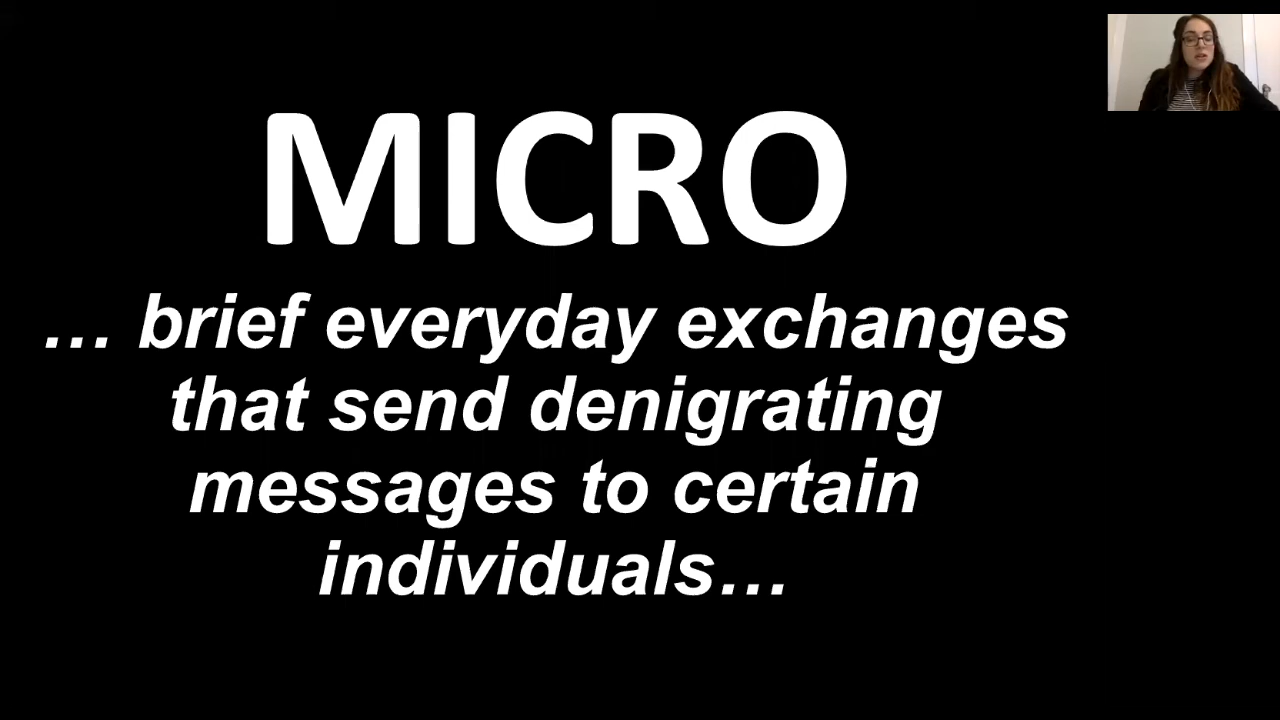 MICRO
… brief everyday exchanges
that send denigrating
messages to certain
individuals…